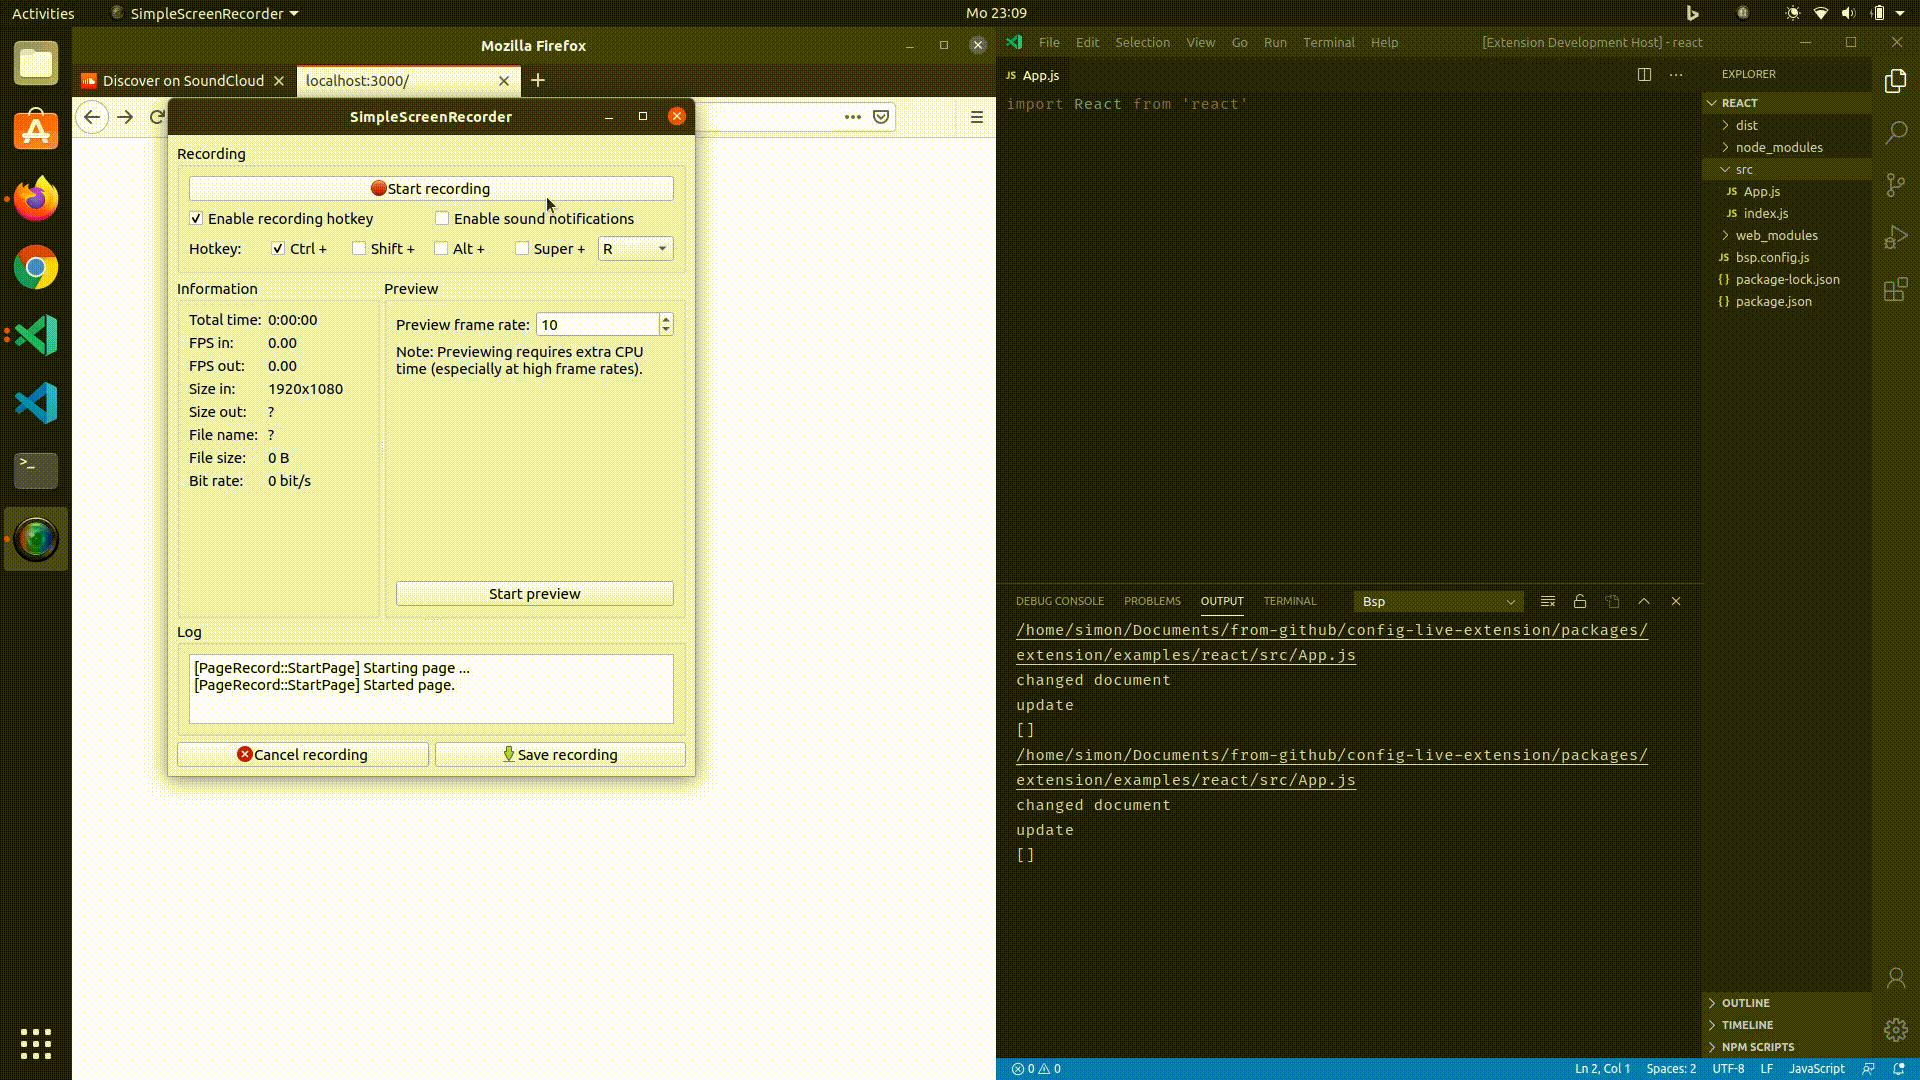 Activities
SimpleScreenRecorder
Mo 23:09
Mozilla Firefox
Discover on SoundCloud
localhost:3000/
SimpleScreenRecorder
Recording
Start recording
Enable recording hotkey
Enable sound notifications
Hotkey: Ctrl + Shift + Alt + Super + R
Information
Total time: 0:00:00
FPS in: 0.00
FPS out: 0.00
Size in: 1920x1080
Size out: ?
File name: ?
File size: 0 B
Bit rate: 0 bit/s
Preview
Preview frame rate: 10
Note: Previewing requires extra CPU
time (especially at high frame rates).
Start preview
Log
[PageRecord::StartPage] Starting page ...
[PageRecord::StartPage] Started page.
Cancel recording
Save recording
File Edit Selection View Go Run Terminal Help
[Extension Development Host] - react
JS App.js
import React from 'react'
DEBUG CONSOLE PROBLEMS OUTPUT TERMINAL
Bsp
/home/simon/Documents/from-github/config-live-extension/packages/
extension/examples/react/src/App.js
changed document
update
[]
/home/simon/Documents/from-github/config-live-extension/packages/
extension/examples/react/src/App.js
changed document
update
[]
EXPLORER
REACT
dist
node_modules
src
JS App.js
JS index.js
web_modules
JS bsp.config.js
{} package-lock.json
{} package.json
OUTLINE
TIMELINE
NPM SCRIPTS
0 0
Ln 2, Col 1 Spaces: 2 UTF-8 LF JavaScript